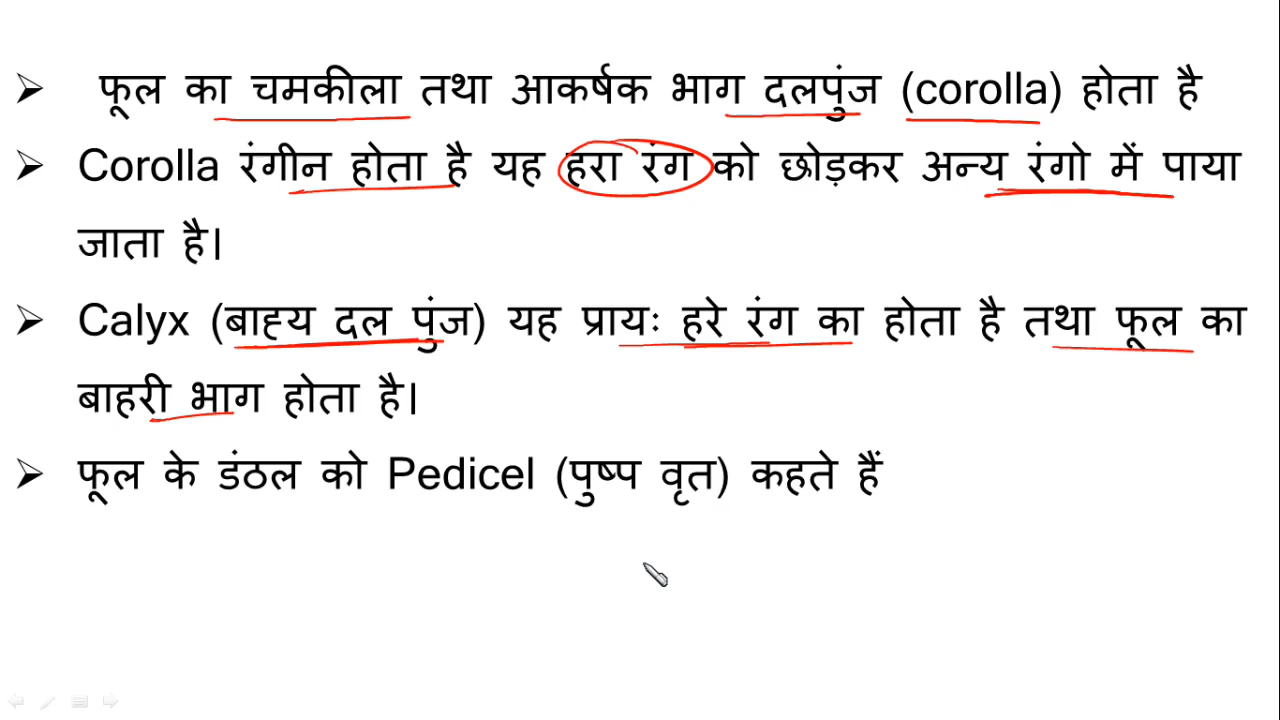 ➢ फूल का चमकीला तथा आकर्षक भाग दलपुंज (corolla) होता है
➢ Corolla रंगीन होता है यह हरा रंग को छोड़कर अन्य रंगो में पाया
जाता है।
➢ Calyx (बाह्य दल पुंज) यह प्रायः हरे रंग का होता है तथा फूल का
बाहरी भाग होता है।
➢ फूल के डंठल को Pedicel (पुष्प वृत) कहते हैं